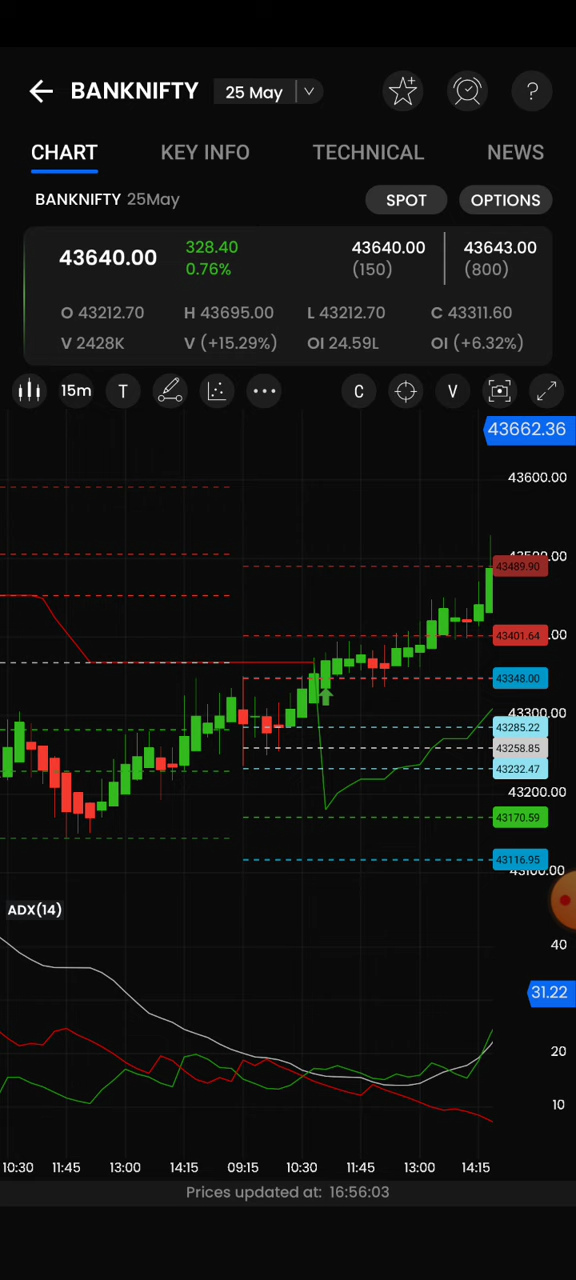 BANKNIFTY 25 May ?
CHART KEY INFO TECHNICAL NEWS
BANKNIFTY 25May SPOT OPTIONS
43640.00 328.40 0.76% 43640.00 (150) 43643.00 (800)
O 43212.70 H 43695.00 L 43212.70 C 43311.60
V 2428K V (+15.29%) OI 24.59L OI (+6.32%)
15m T C V
43662.36
43600.00
43489.90
43401.64
43348.00
43300.00
43285.22
43258.85
43232.47
43200.00
43170.59
43116.95
ADX(14)
40
31.22
20
10
10:30 11:45 13:00 14:15 09:15 10:30 11:45 13:00 14:15
Prices updated at: 16:56:03